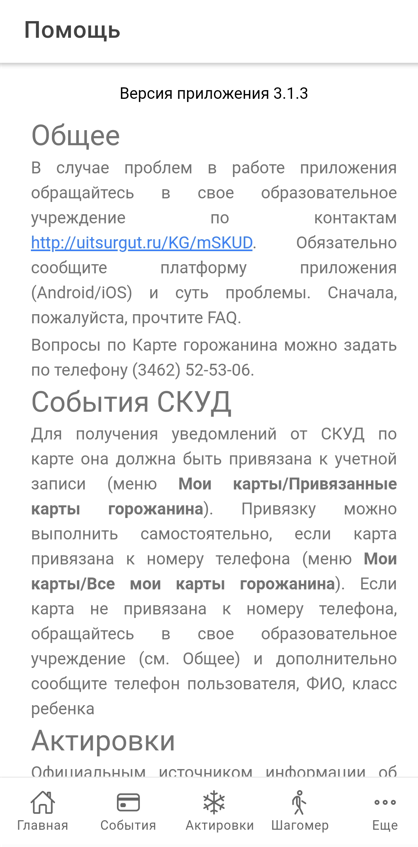 Помощь
Версия приложения 3.1.3
Общее
В случае проблем в работе приложения
обращайтесь в свое образовательное
учреждение по контактам
http://uitsurgut.ru/KG/mSKUD. Обязательно
сообщите платформу приложения
(Android/iOS) и суть проблемы. Сначала,
пожалуйста, прочтите FAQ.
Вопросы по Карте горожанина можно задать
по телефону (3462) 52-53-06.
События СКУД
Для получения уведомлений от СКУД по
карте она должна быть привязана к учетной
записи (меню Мои карты/Привязанные
карты горожанина). Привязку можно
выполнить самостоятельно, если карта
привязана к номеру телефона (меню Мои
карты/Все мои карты горожанина). Если
карта не привязана к номеру телефона,
обращайтесь в свое образовательное
учреждение (см. Общее) и дополнительно
сообщите телефон пользователя, ФИО, класс
ребенка
Актировки
Официальным источником информации об
Главная События Актировки Шагомер Еще